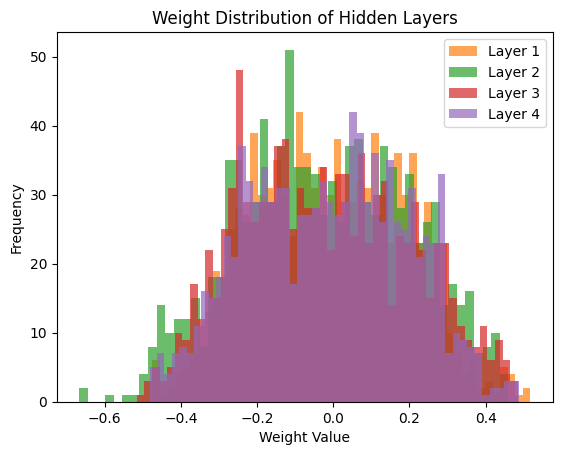 Weight Distribution of Hidden Layers
Layer 1
Layer 2
Layer 3
Layer 4
Frequency
50
40
30
20
10
0
−0.6
−0.4
−0.2
0.0
0.2
0.4
Weight Value